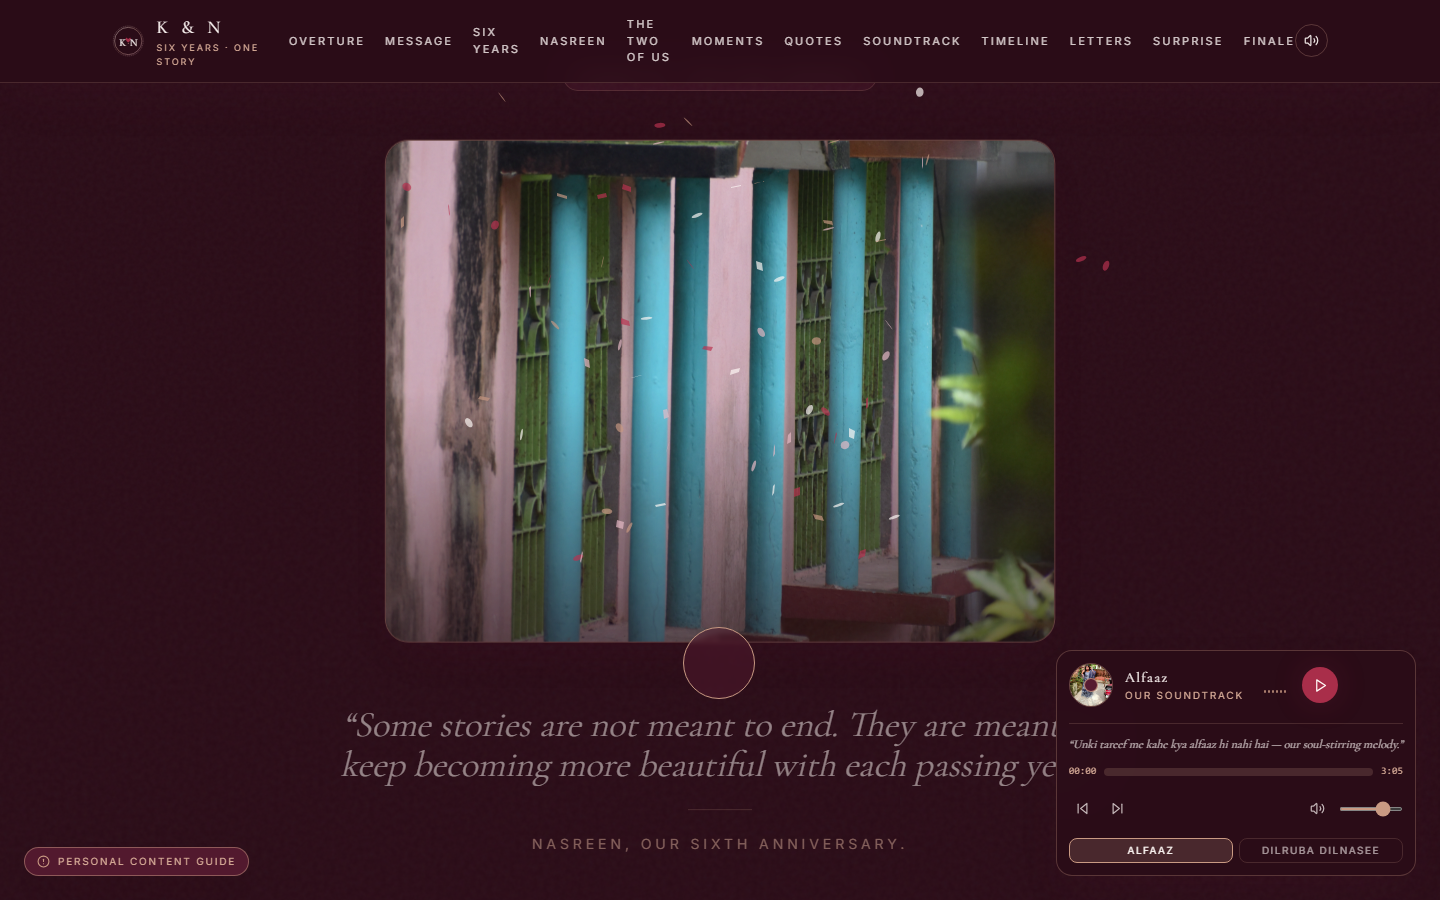 K & N
SIX YEARS · ONE
STORY
OVERTURE
MESSAGE
SIX
YEARS
NASREEN
THE
TWO
OF US
MOMENTS
QUOTES
SOUNDTRACK
TIMELINE
LETTERS
SURPRISE
FINALE
K N
“Some stories are not meant to end. They are meant
keep becoming more beautiful with each passing ye
NASREEN, OUR SIXTH ANNIVERSARY.
PERSONAL CONTENT GUIDE
Alfaaz
OUR SOUNDTRACK
“Unki tareef me kahe kya alfaaz hi nahi hai — our soul-stirring melody.”
00:00
3:05
ALFAAZ
DILRUBA DILNASEE